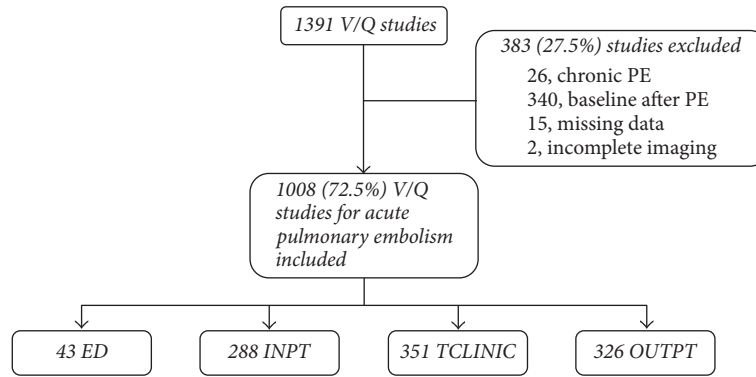 1391 V/Q studies
383 (27.5%) studies excluded
26, chronic PE
340, baseline after PE
15, missing data
2, incomplete imaging
1008 (72.5%) V/Q
studies for acute
pulmonary embolism
included
43 ED
288 INPT
351 TCLINIC
326 OUTPT